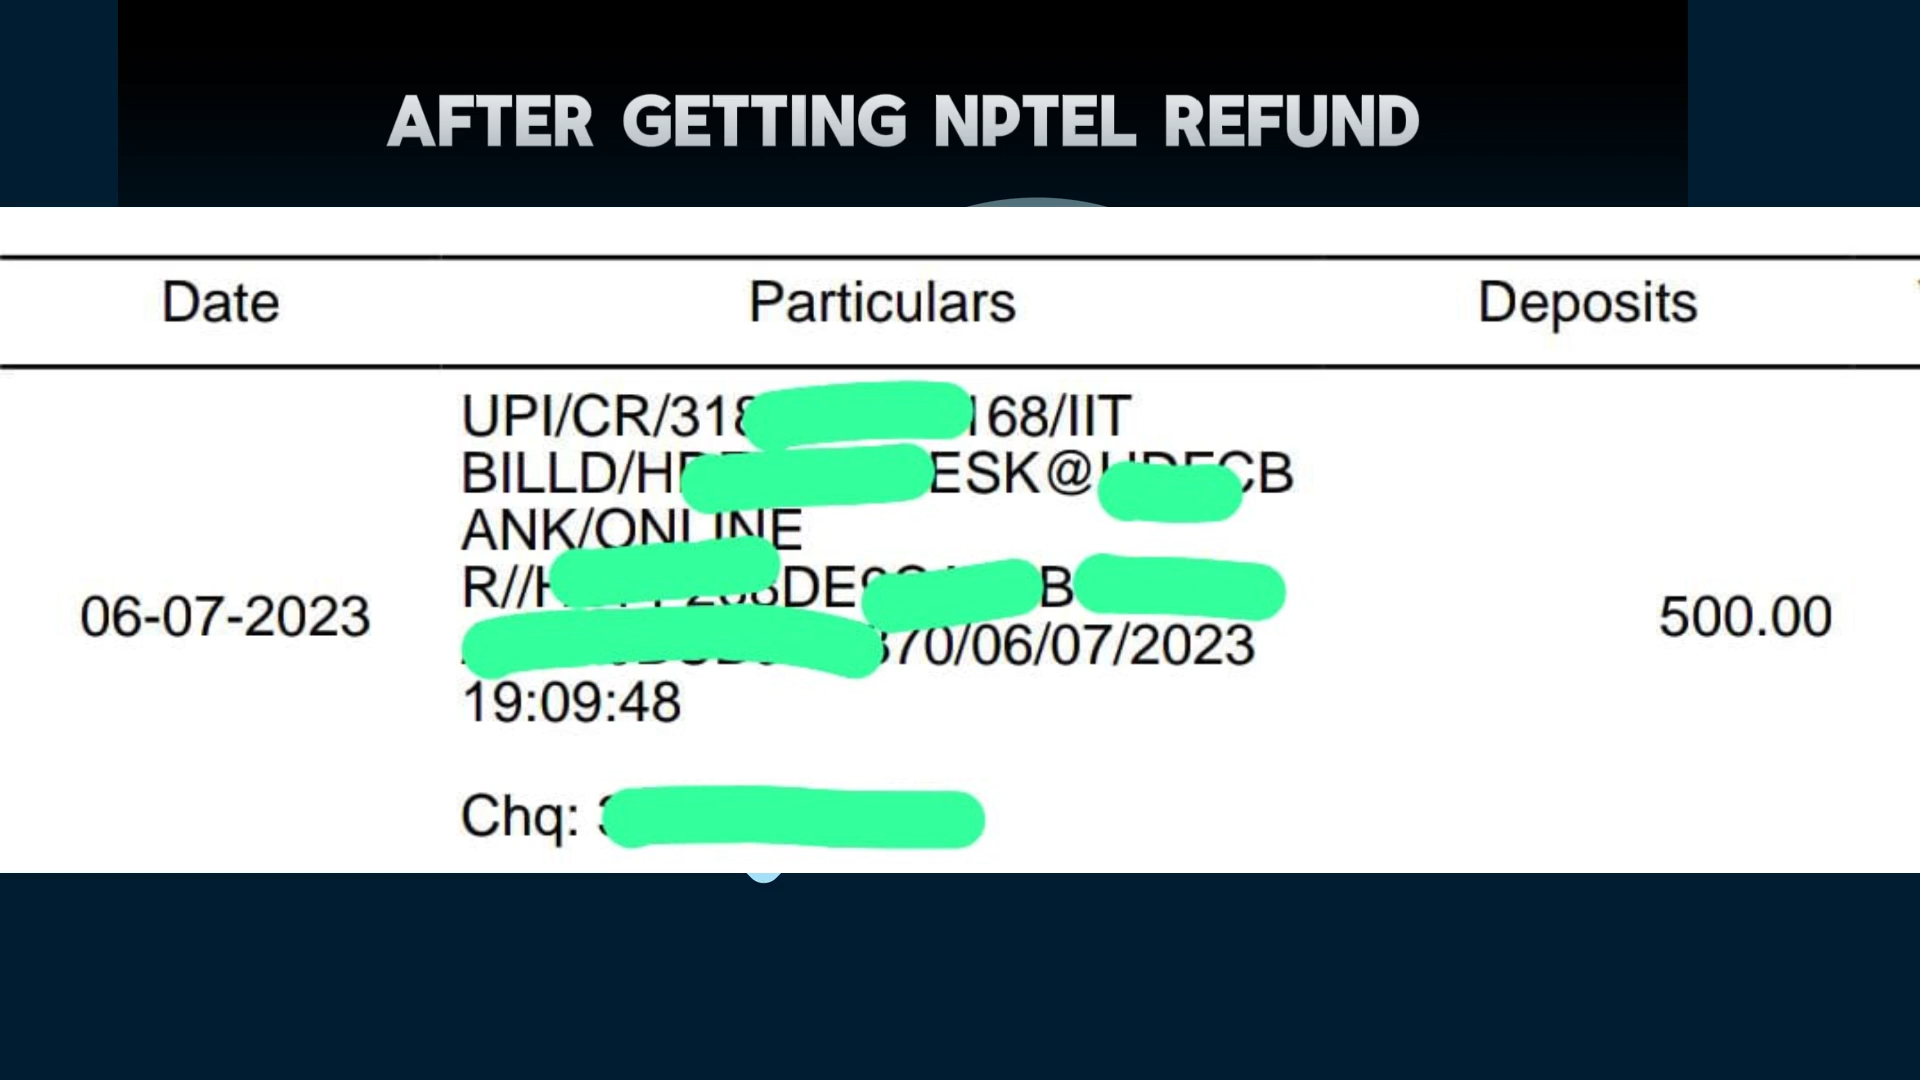 AFTER GETTING NPTEL REFUND
Date Particulars Deposits
UPI/CR/318 168/IIT
BILLD/H ESK@ CB
ANK/ONLINE
R// DE B
06-07-2023 500.00
370/06/07/2023
19:09:48
Chq: